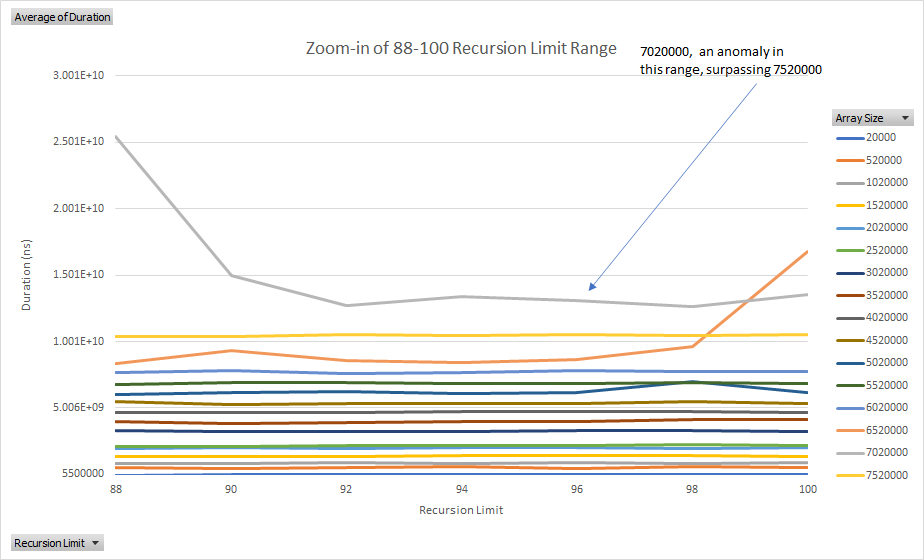 Average of Duration
Zoom-in of 88-100 Recursion Limit Range
7020000, an anomaly in
this range, surpassing 7520000
3.001E+10
2.501E+10
2.001E+10
1.501E+10
1.001E+10
5.006E+09
5500000
Duration (ns)
88 90 92 94 96 98 100
Recursion Limit
Array Size
20000
520000
1020000
1520000
2020000
2520000
3020000
3520000
4020000
4520000
5020000
5520000
6020000
6520000
7020000
7520000
Recursion Limit